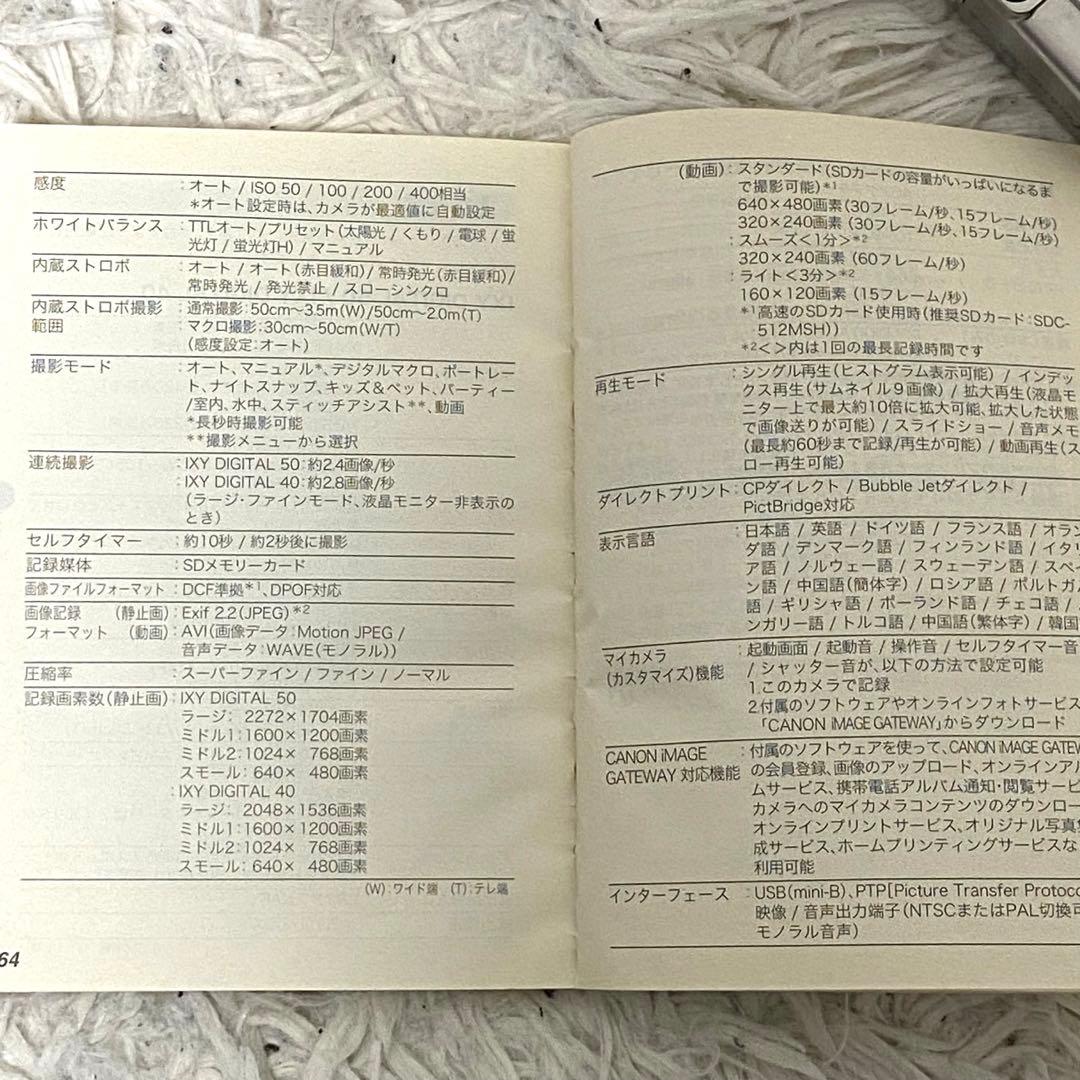 感度 : オート / ISO 50 / 100 / 200 / 400相当
*オート設定時は、カメラが最適値に自動設定
ホワイトバランス : TTLオート/プリセット(太陽光 / くもり / 電球 / 蛍
光灯 / 蛍光灯H) / マニュアル
内蔵ストロボ : オート / オート(赤目緩和) / 常時発光(赤目緩和)/
常時発光 / 発光禁止 / スローシンクロ
内蔵ストロボ撮影 : 通常撮影:50cm〜3.5m(W)/50cm〜2.0m(T)
範囲 マクロ撮影:30cm〜50cm(W/T)
(感度設定:オート)
撮影モード : オート、マニュアル*、デジタルマクロ、ポートレー
ト、ナイトスナップ、キッズ&ペット、パーティー
/室内、水中、スティッチアシスト**、動画
*長秒時撮影可能
**撮影メニューから選択
連続撮影 : IXY DIGITAL 50:約2.4画像/秒
: IXY DIGITAL 40:約2.8画像/秒
(ラージ・ファインモード、液晶モニター非表示の
とき)
セルフタイマー : 約10秒 / 約2秒後に撮影
記録媒体 : SDメモリーカード
画像ファイルフォーマット : DCF準拠*1、DPOF対応
画像記録 (静止画) : Exif 2.2(JPEG)*2
フォーマット (動画) : AVI(画像データ:Motion JPEG /
音声データ:WAVE(モノラル))
圧縮率 : スーパーファイン / ファイン / ノーマル
記録画素数(静止画) : IXY DIGITAL 50
ラージ: 2272×1704画素
ミドル1:1600×1200画素
ミドル2:1024× 768画素
スモール: 640× 480画素
: IXY DIGITAL 40
ラージ: 2048×1536画素
ミドル1:1600×1200画素
ミドル2:1024× 768画素
スモール: 640× 480画素
(W):ワイド端 (T):テレ端
64
(動画) : スタンダード(SDカードの容量がいっぱいになるま
で撮影可能)*1
640×480画素 (30フレーム/秒、15フレーム/秒)
320×240画素 (30フレーム/秒、15フレーム/秒)
: スムーズ<1分>*2
320×240画素 (60フレーム/秒)
: ライト<3分>*2
160×120画素 (15フレーム/秒)
*1高速のSDカード使用時(推奨SDカード:SDC-
512MSH))
*2< >内は1回の最長記録時間です
再生モード : シングル再生(ヒストグラム表示可能) / インデッ
クス再生(サムネイル9画像) / 拡大再生(液晶モ
ニター上で最大約10倍に拡大可能、拡大した状態
で画像送りが可能) / スライドショー / 音声メモ
(最長約60秒まで記録/再生が可能) / 動画再生(ス
ロー再生可能)
ダイレクトプリント : CPダイレクト / Bubble Jetダイレクト /
PictBridge対応
表示言語 : 日本語 / 英語 / ドイツ語 / フランス語 / オラン
ダ語 / デンマーク語 / フィンランド語 / イタリ
ア語 / ノルウェー語 / スウェーデン語 / スペイ
ン語 / 中国語(簡体字) / ロシア語 / ポルトガ
語 / ギリシャ語 / ポーランド語 / チェコ語 /
ンガリー語 / トルコ語 / 中国語(繁体字) / 韓国
マイカメラ : 起動画面 / 起動音 / 操作音 / セルフタイマー音
(カスタマイズ)機能 / シャッター音が、以下の方法で設定可能
1.このカメラで記録
2.付属のソフトウェアやオンラインフォトサービス
「CANON iMAGE GATEWAY」からダウンロード
CANON iMAGE : 付属のソフトウェアを使って、CANON iMAGE GATEW
GATEWAY 対応機能 の会員登録、画像のアップロード、オンラインアル
ムサービス、携帯電話アルバム通知・閲覧サービ
カメラへのマイカメラコンテンツのダウンロー
オンラインプリントサービス、オリジナル写真
成サービス、ホームプリンティングサービスな
利用可能
インターフェース : USB(mini-B)、PTP[Picture Transfer Protoco
映像 / 音声出力端子(NTSCまたはPAL切換可
モノラル音声)